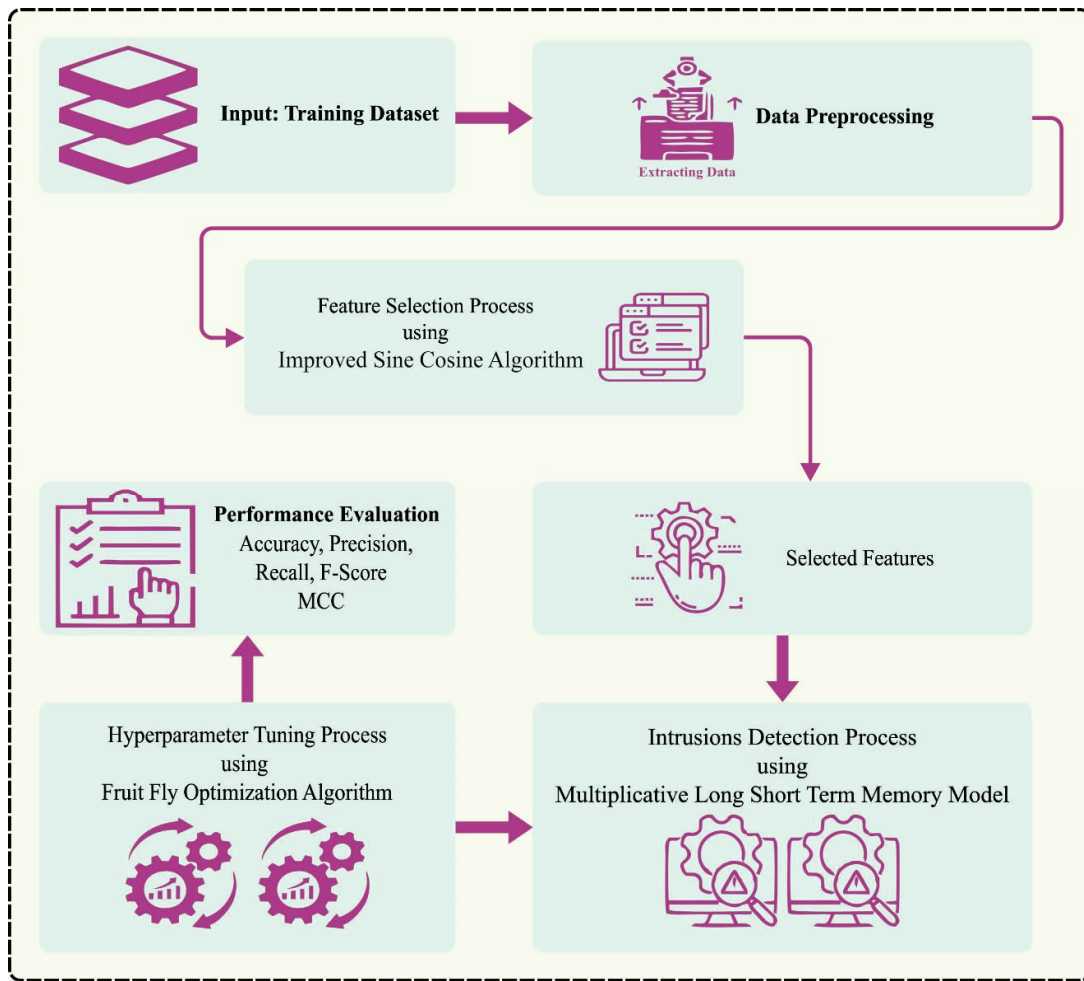 Input: Training Dataset
Data Preprocessing
Extracting Data
Feature Selection Process
using
Improved Sine Cosine Algorithm
Performance Evaluation
Accuracy, Precision,
Recall, F-Score
MCC
Selected Features
Hyperparameter Tuning Process
using
Fruit Fly Optimization Algorithm
Intrusions Detection Process
using
Multiplicative Long Short Term Memory Model